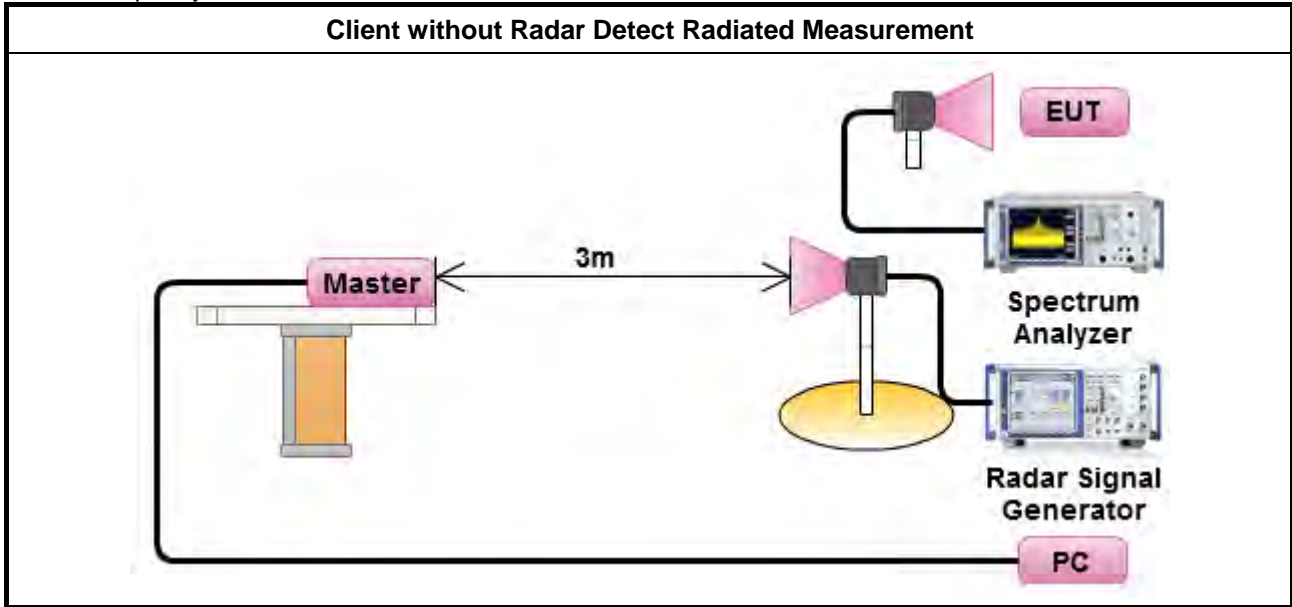 Client without Radar Detect Radiated Measurement
EUT
3m
Master
Spectrum
Analyzer
Radar Signal
Generator
PC